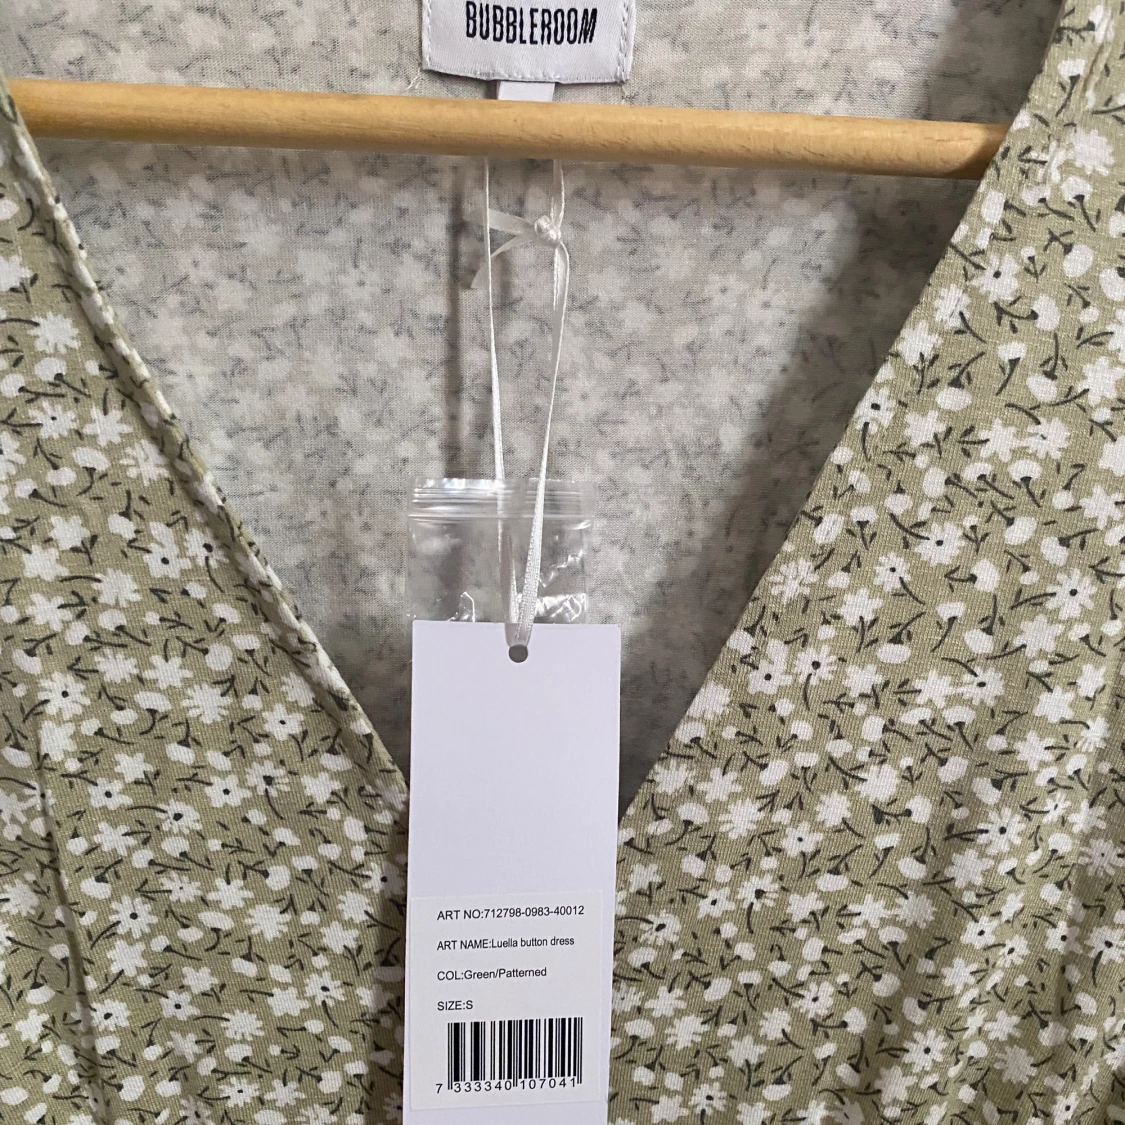 BUBBLEROOM
ART NO:712798-0983-40012
ART NAME:Luella button dress
COL:Green/Patterned
SIZE:S
7 333340 107041